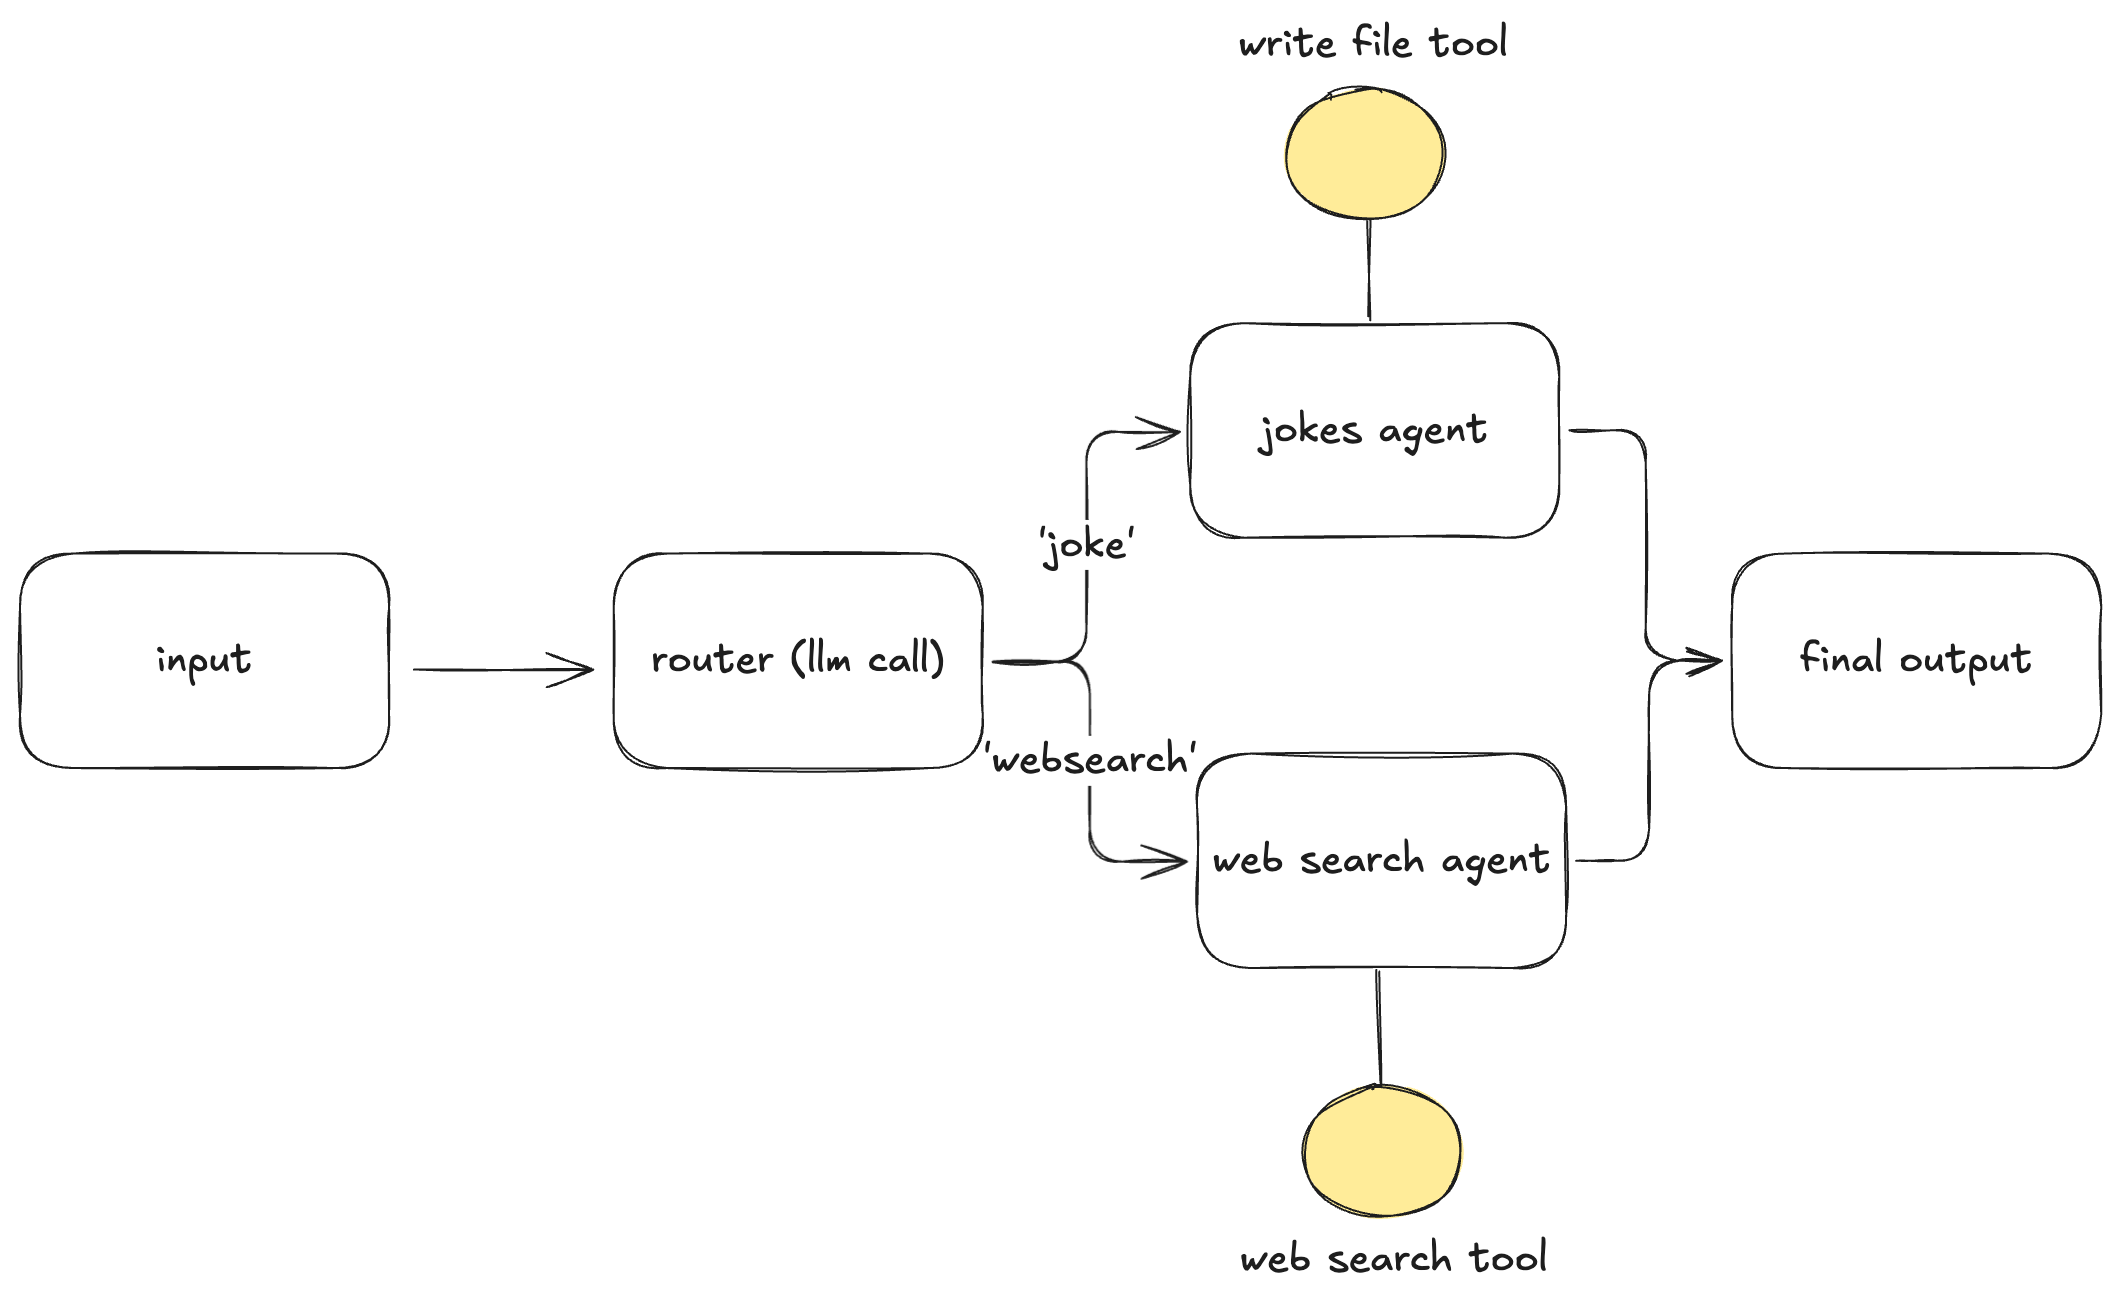 write file tool
jokes agent
'joke'
input
router (llm call)
final output
'websearch'
web search agent
web search tool